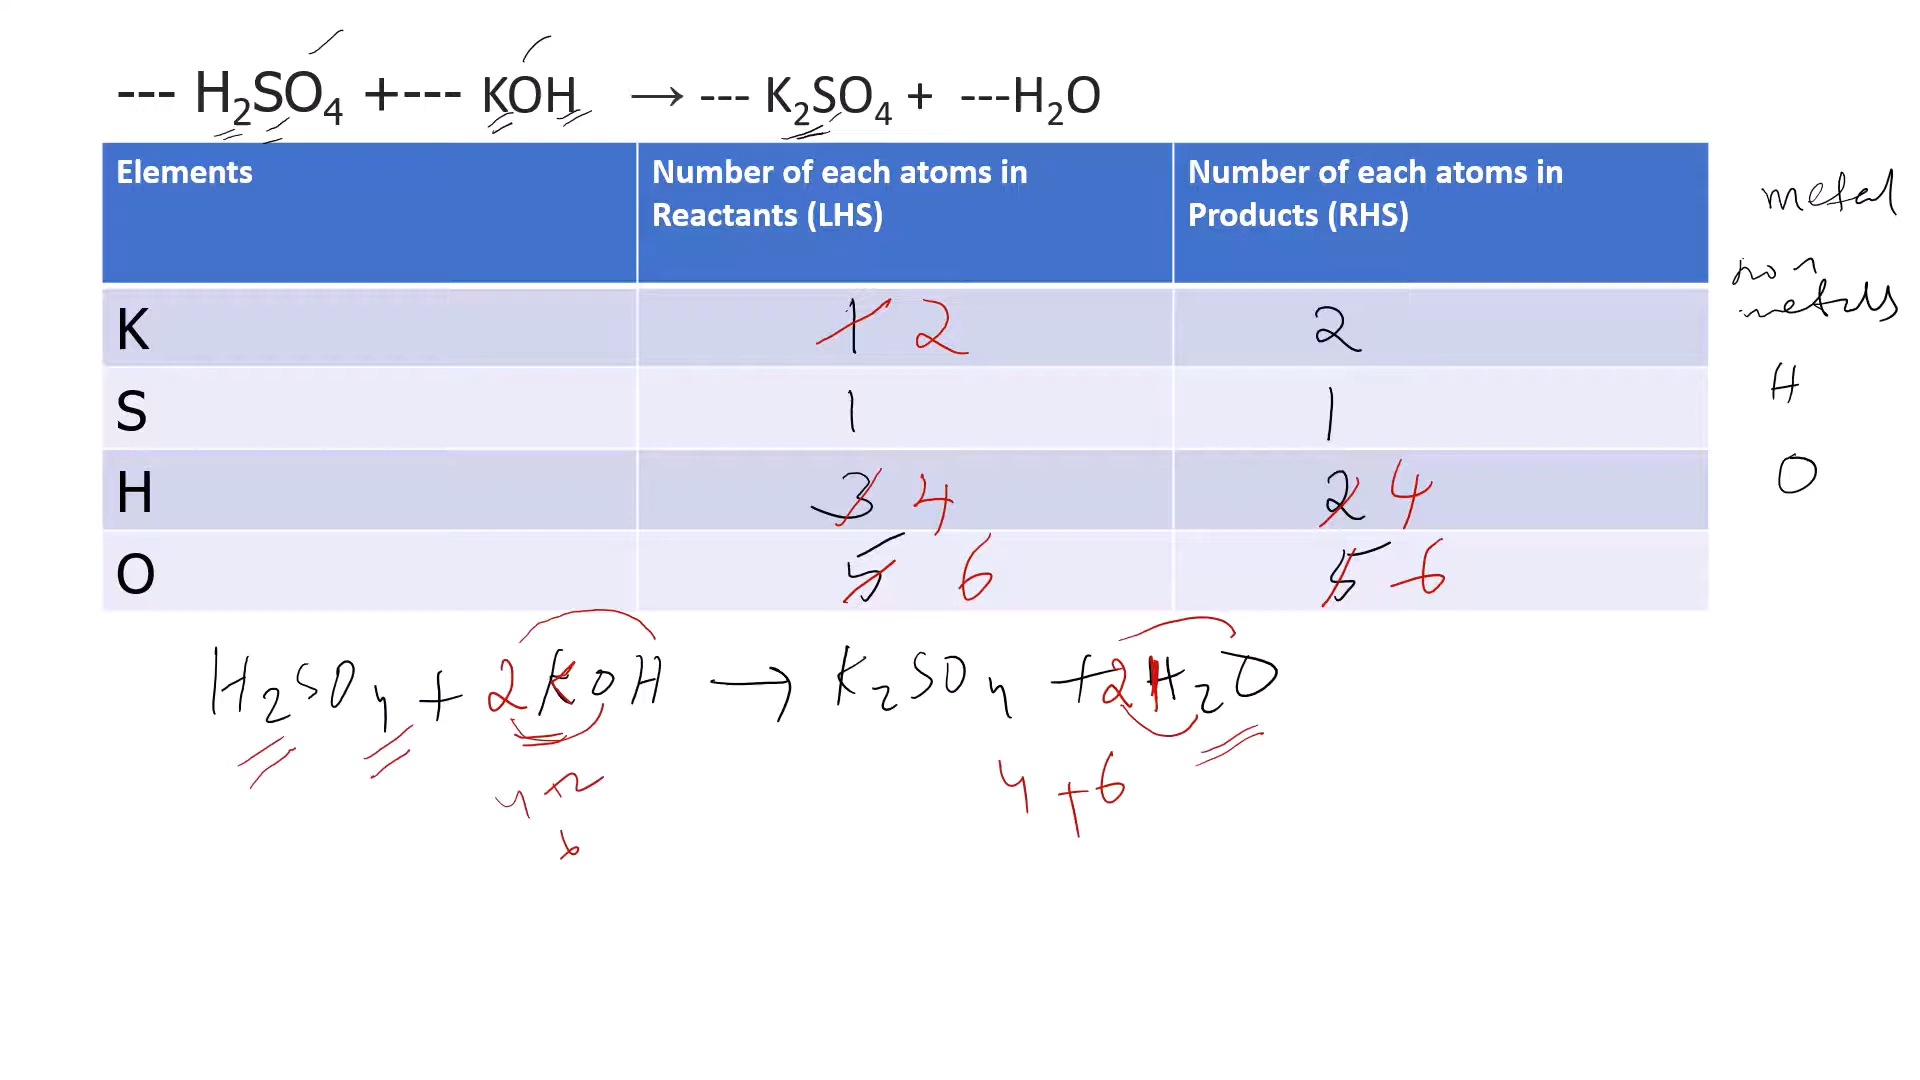 --- H₂SO₄ +--- KOH → --- K₂SO₄ + ---H₂O
Elements
Number of each atoms in
Reactants (LHS)
Number of each atoms in
Products (RHS)
metal
non
metals
K 1 2 2
S 1 1
H 3 4 2 4
O 5 6 5 6
H
O
H₂SO₄ + 2KOH → K₂SO₄ + 2H₂O
4+2
6
4+6